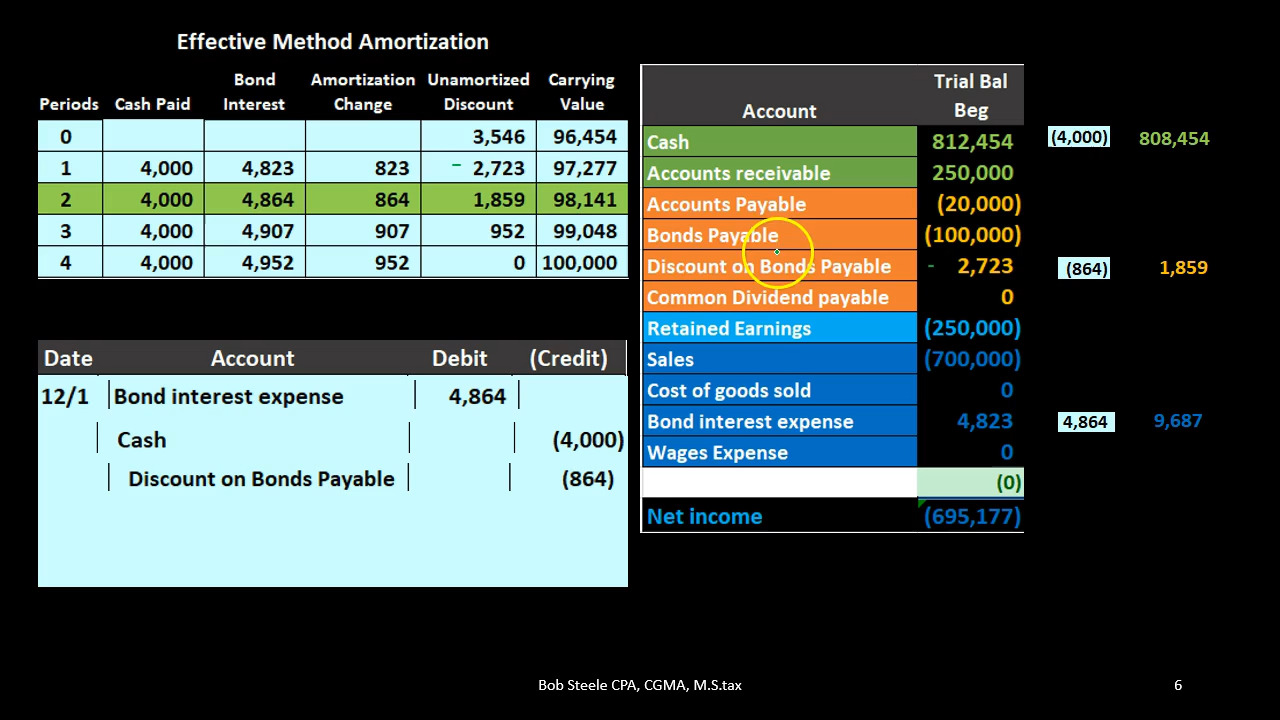 Effective Method Amortization
Bond Amortization Unamortized Carrying
Periods Cash Paid Interest Change Discount Value
0 3,546 96,454
1 4,000 4,823 823 - 2,723 97,277
2 4,000 4,864 864 1,859 98,141
3 4,000 4,907 907 952 99,048
4 4,000 4,952 952 0 100,000
Date Account Debit (Credit)
12/1 Bond interest expense 4,864
Cash (4,000)
Discount on Bonds Payable (864)
Trial Bal
Account Beg
Cash 812,454 (4,000) 808,454
Accounts receivable 250,000
Accounts Payable (20,000)
Bonds Payable (100,000)
Discount on Bonds Payable - 2,723 (864) 1,859
Common Dividend payable 0
Retained Earnings (250,000)
Sales (700,000)
Cost of goods sold 0
Bond interest expense 4,823 4,864 9,687
Wages Expense 0
(0)
Net income (695,177)
Bob Steele CPA, CGMA, M.S.tax 6